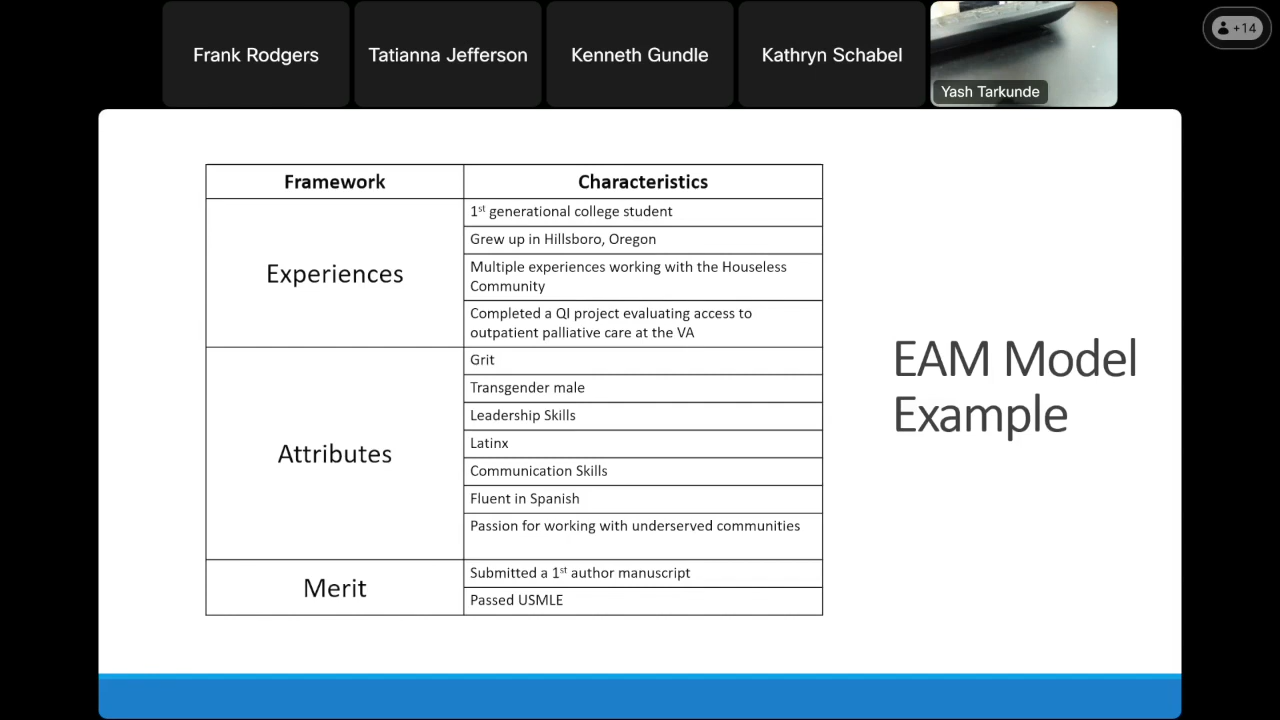 Frank Rodgers
Tatianna Jefferson
Kenneth Gundle
Kathryn Schabel
Yash Tarkunde
+14
Framework
Characteristics
Experiences
1st generational college student
Grew up in Hillsboro, Oregon
Multiple experiences working with the Houseless
Community
Completed a QI project evaluating access to
outpatient palliative care at the VA
Attributes
Grit
Transgender male
Leadership Skills
Latinx
Communication Skills
Fluent in Spanish
Passion for working with underserved communities
Merit
Submitted a 1st author manuscript
Passed USMLE
EAM Model
Example